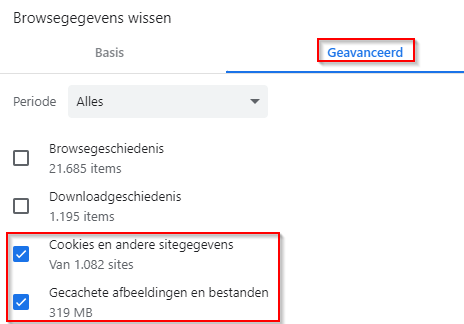 Browsegegevens wissen
Basis
Geavanceerd
Periode
Alles
Browsegeschiedenis
21.685 items
Downloadgeschiedenis
1.195 items
Cookies en andere sitegegevens
Van 1.082 sites
Gecachete afbeeldingen en bestanden
319 MB